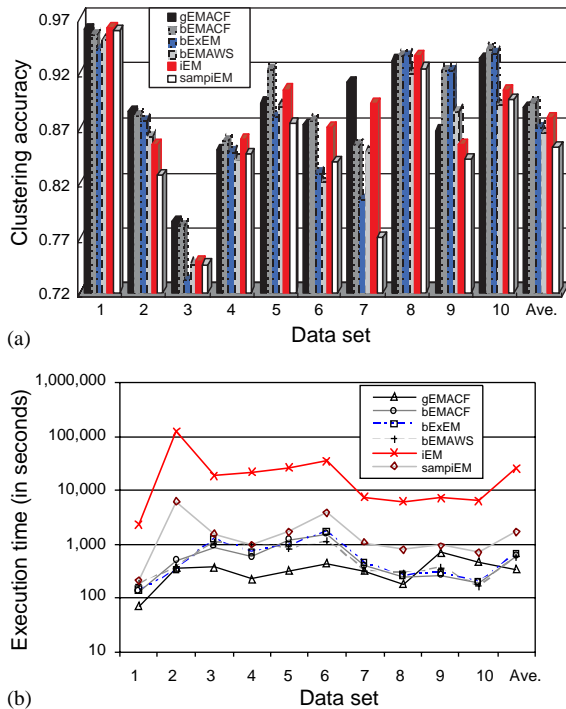 0.97
0.92
0.87
0.82
0.77
0.72
Clustering accuracy
gEMACF
bEMACF
bExEM
bEMAWS
iEM
sampiEM
1 2 3 4 5 6 7 8 9 10 Ave.
Data set
(a)
1,000,000
100,000
10,000
1,000
100
10
Execution time (in seconds)
gEMACF
bEMACF
bExEM
bEMAWS
iEM
sampiEM
1 2 3 4 5 6 7 8 9 10 Ave.
Data set
(b)